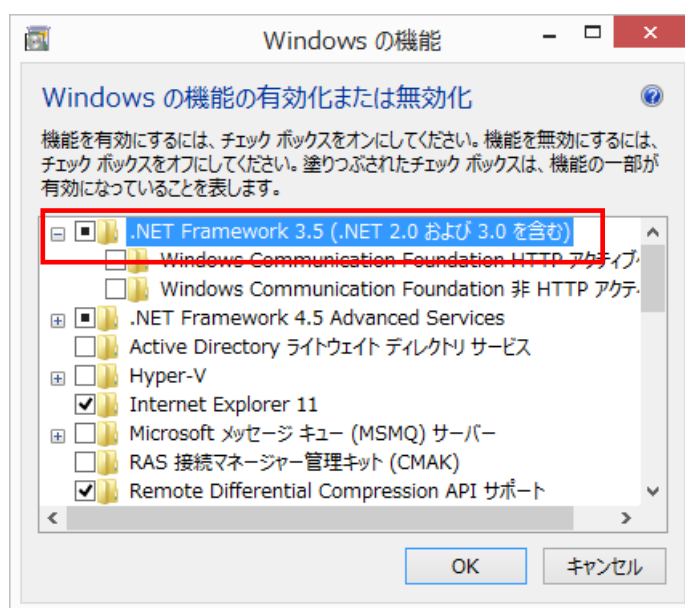 Windows の機能
Windows の機能の有効化または無効化
機能を有効にするには、チェック ボックスをオンにしてください。機能を無効にするには、
チェック ボックスをオフにしてください。塗りつぶされたチェック ボックスは、機能の一部が
有効になっていることを表します。
.NET Framework 3.5 (.NET 2.0 および 3.0 を含む)
Windows Communication Foundation HTTP アクティブ
Windows Communication Foundation 非 HTTP アクテ
.NET Framework 4.5 Advanced Services
Active Directory ライトウェイト ディレクトリ サービス
Hyper-V
Internet Explorer 11
Microsoft メッセージ キュー (MSMQ) サーバー
RAS 接続マネージャー管理キット (CMAK)
Remote Differential Compression API サポート
OK
キャンセル